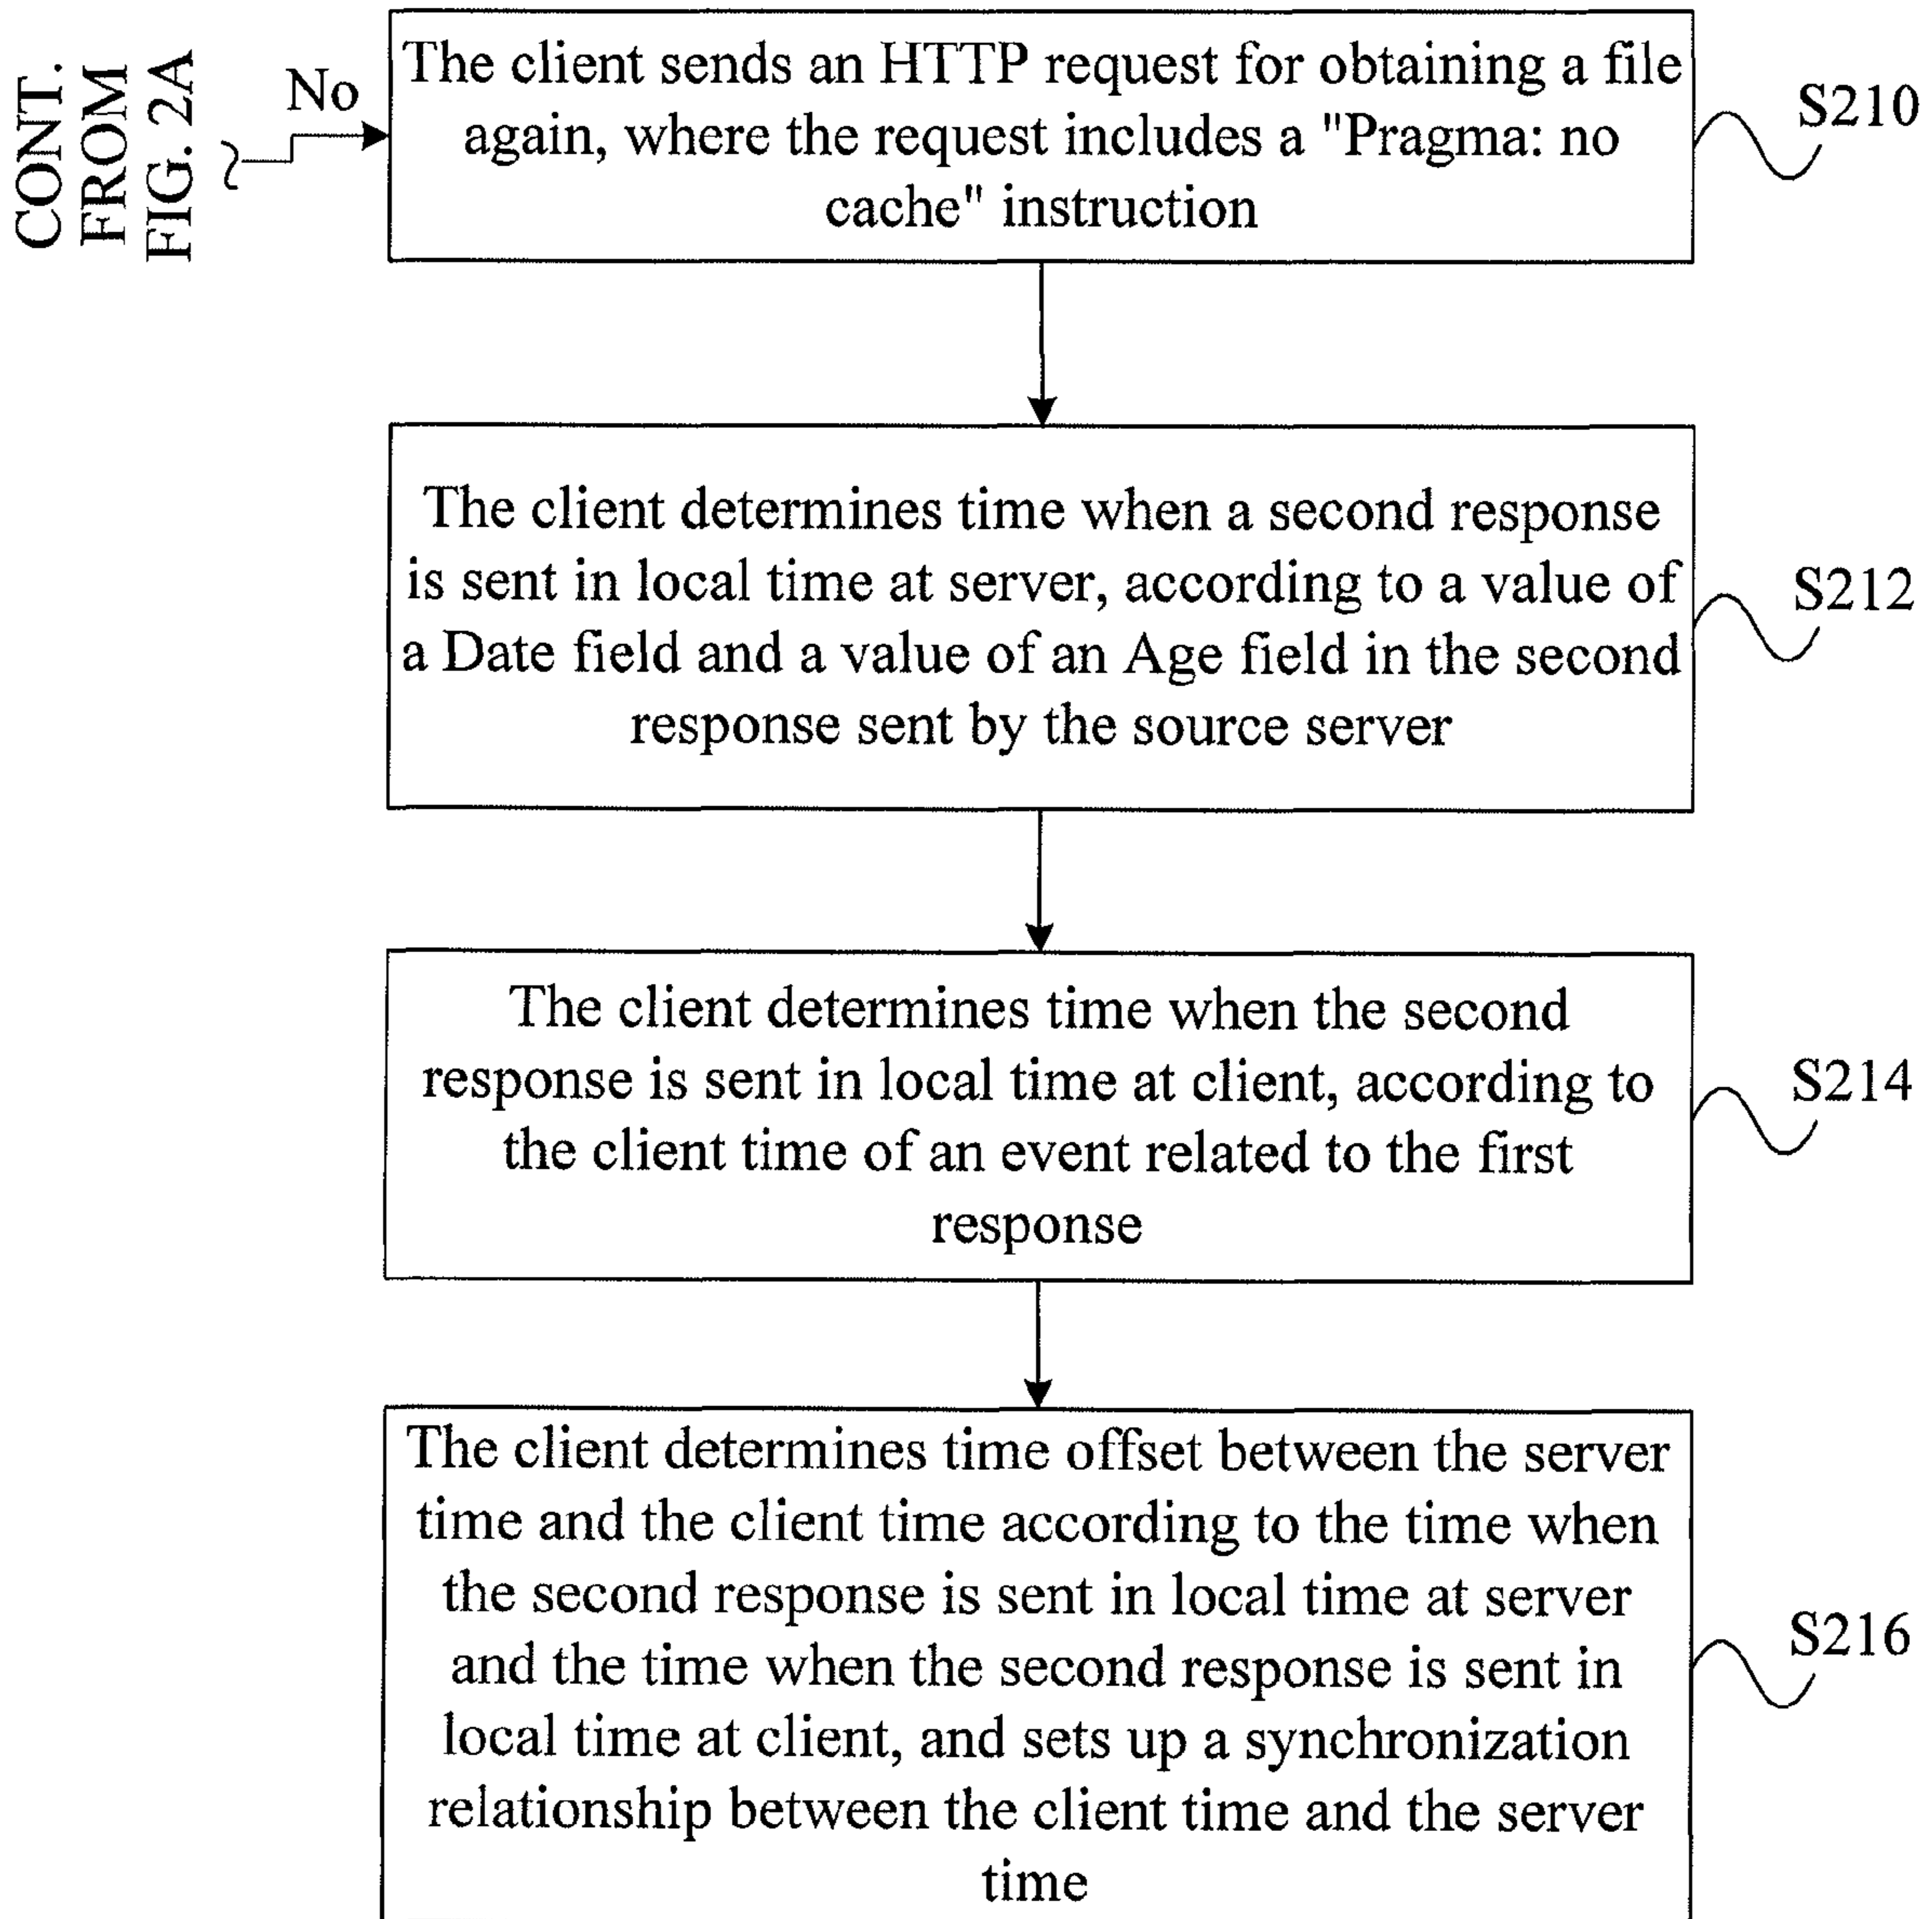 CONT.
FROM
FIG. 2A
No
The client sends an HTTP request for obtaining a file
again, where the request includes a "Pragma: no
cache" instruction
S210
The client determines time when a second response
is sent in local time at server, according to a value of
a Date field and a value of an Age field in the second
response sent by the source server
S212
The client determines time when the second
response is sent in local time at client, according to
the client time of an event related to the first
response
S214
The client determines time offset between the server
time and the client time according to the time when
the second response is sent in local time at server
and the time when the second response is sent in
local time at client, and sets up a synchronization
relationship between the client time and the server
time
S216